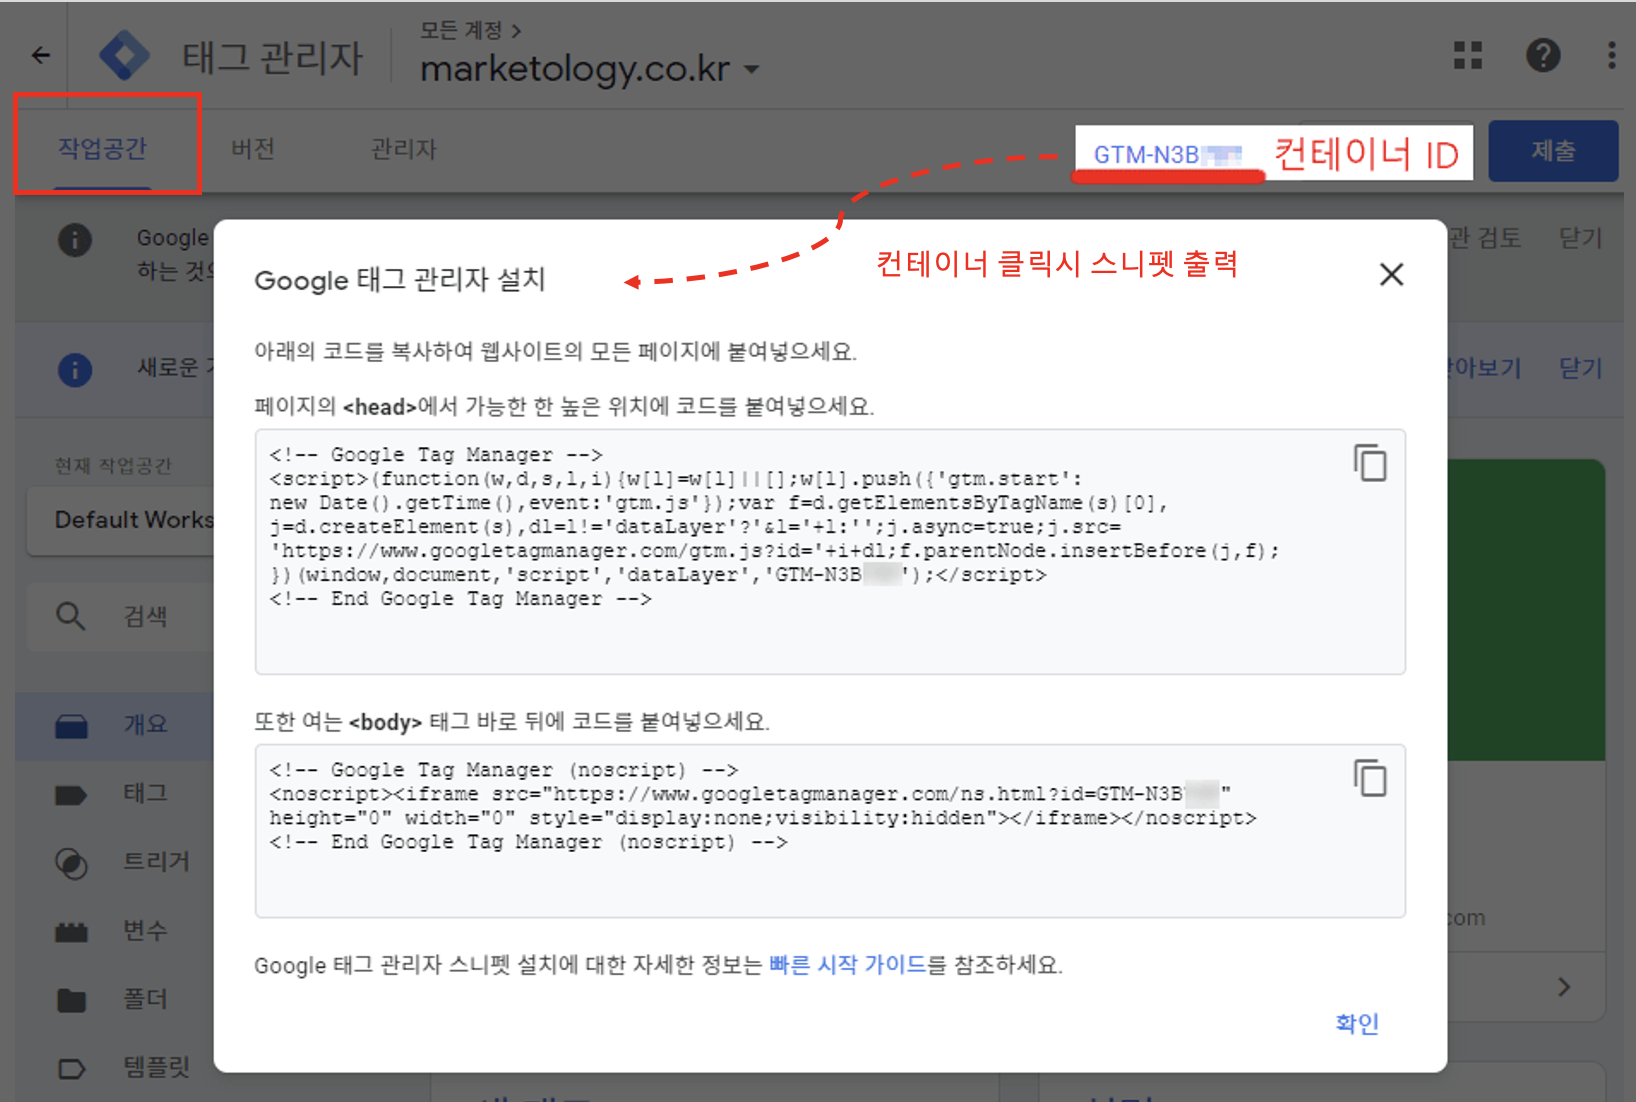 모든 계정 >
태그 관리자
marketology.co.kr
작업공간
버전
관리자
GTM-N3B
컨테이너 ID
제출
Google
하는 것
관 검토
닫기
컨테이너 클릭시 스니펫 출력
Google 태그 관리자 설치
새로운
아보기
닫기
아래의 코드를 복사하여 웹사이트의 모든 페이지에 붙여넣으세요.
페이지의 <head>에서 가능한 한 높은 위치에 코드를 붙여넣으세요.
<!-- Google Tag Manager -->
<script>(function(w,d,s,l,i){w[l]=w[l]||[];w[l].push({'gtm.start':
new Date().getTime(),event:'gtm.js'});var f=d.getElementsByTagName(s)[0],
j=d.createElement(s),dl=l!='dataLayer'?'&l='+l:'';j.async=true;j.src=
'https://www.googletagmanager.com/gtm.js?id='+i+dl;f.parentNode.insertBefore(j,f);
})(window,document,'script','dataLayer','GTM-N3B');</script>
<!-- End Google Tag Manager -->
현재 작업공간
Default Works
검색
또한 여는 <body> 태그 바로 뒤에 코드를 붙여넣으세요.
<!-- Google Tag Manager (noscript) -->
<noscript><iframe src="https://www.googletagmanager.com/ns.html?id=GTM-N3B"
height="0" width="0" style="display:none;visibility:hidden"></iframe></noscript>
<!-- End Google Tag Manager (noscript) -->
개요
태그
트리거
변수
폴더
템플릿
com
Google 태그 관리자 스니펫 설치에 대한 자세한 정보는 빠른 시작 가이드를 참조하세요.
확인